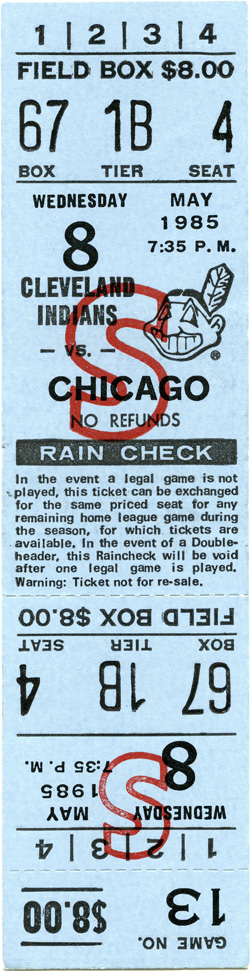 1 | 2 | 3 | 4
FIELD BOX $8.00
67 1B 4
BOX TIER SEAT
WEDNESDAY MAY
8 1985
7:35 P. M.
CLEVELAND
INDIANS
— VS. —
S
CHICAGO
NO REFUNDS
RAIN CHECK
In the event a legal game is not
played, this ticket can be exchanged
for the same priced seat for any
remaining home league game during
the season, for which tickets are
available. In the event of a Double-
header, this Raincheck will be void
after one legal game is played.
Warning: Ticket not for re-sale.
GAME NO. 13 $8.00
1 | 2 | 3 | 4
WEDNESDAY MAY
8 1985
7:35 P. M.
S
67 1B 4
BOX TIER SEAT
FIELD BOX $8.00